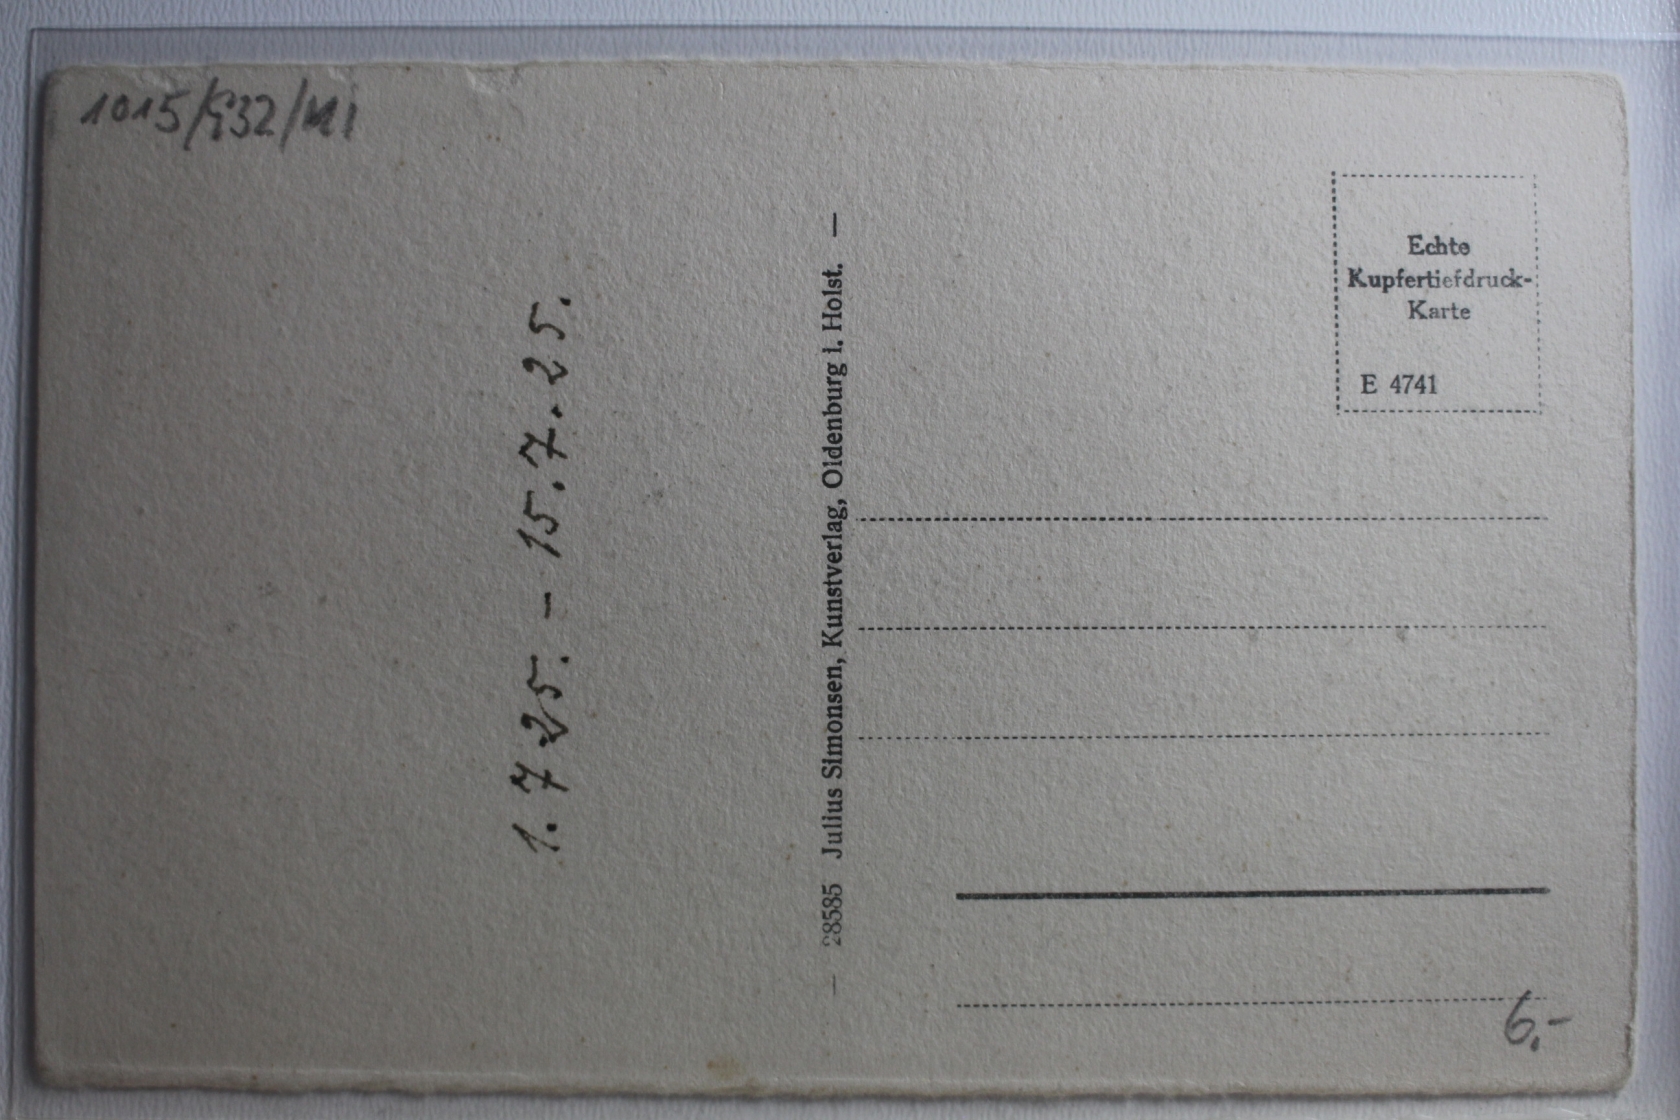 1015/932/Mi
1.7.25. - 15.7.25.
— 28585 Julius Simonsen, Kunstverlag, Oldenburg i. Holst. —
Echte
Kupfertiefdruck-
Karte
E 4741
6,-